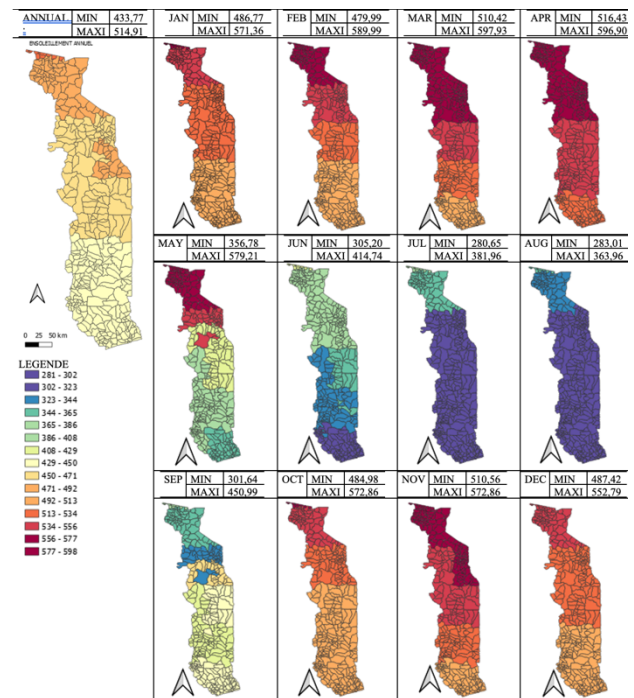 ANNUAL MIN 433,77
: MAXI 514,91
JAN MIN 486,77
MAXI 571,36
FEB MIN 479,99
MAXI 589,99
MAR MIN 510,42
MAXI 597,93
APR MIN 516,43
MAXI 596,90
ENSOLEILLEMENT ANNUEL
MAY MIN 356,78
MAXI 579,21
JUN MIN 305,20
MAXI 414,74
JUL MIN 280,65
MAXI 381,96
AUG MIN 283,01
MAXI 363,96
0 25 50 km
LEGENDE
281 - 302
302 - 323
323 - 344
344 - 365
365 - 386
386 - 408
408 - 429
429 - 450
450 - 471
471 - 492
492 - 513
513 - 534
534 - 556
556 - 577
577 - 598
SEP MIN 301,64
MAXI 450,99
OCT MIN 484,98
MAXI 572,86
NOV MIN 510,56
MAXI 572,86
DEC MIN 487,42
MAXI 552,79